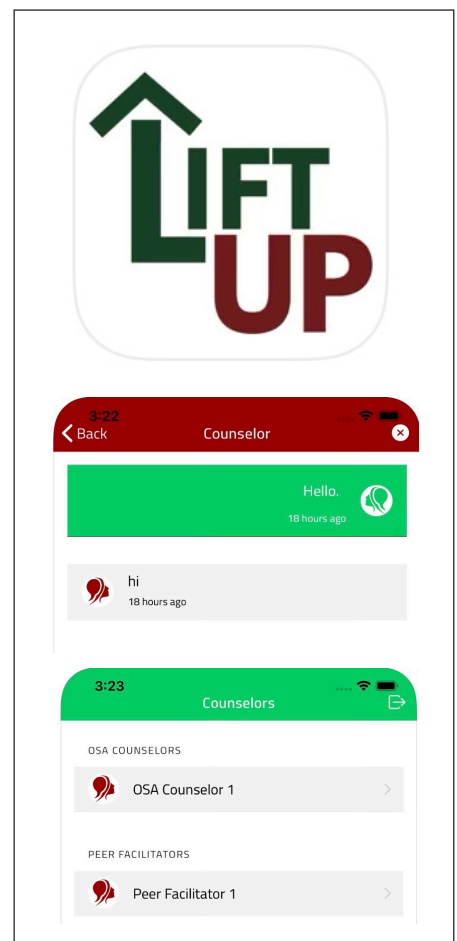 LIFT
UP
3:22
Back
Counselor
Hello.
18 hours ago
hi
18 hours ago
3:23
Counselors
OSA COUNSELORS
OSA Counselor 1
PEER FACILITATORS
Peer Facilitator 1